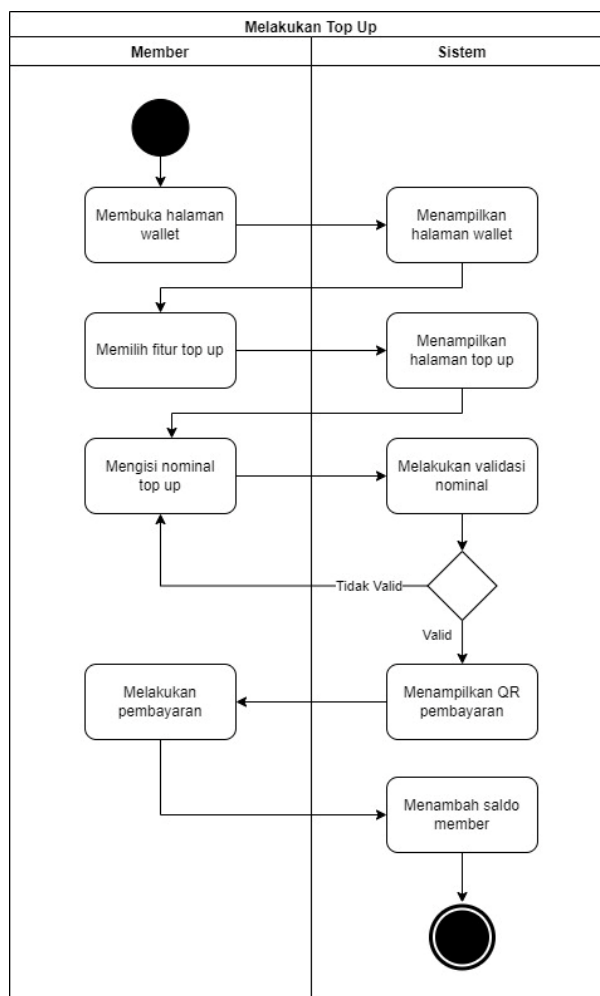 Melakukan Top Up
Member
Sistem
Membuka halaman
wallet
Menampilkan
halaman wallet
Memilih fitur top up
Menampilkan
halaman top up
Mengisi nominal
top up
Melakukan validasi
nominal
Tidak Valid
Valid
Melakukan
pembayaran
Menampilkan QR
pembayaran
Menambah saldo
member